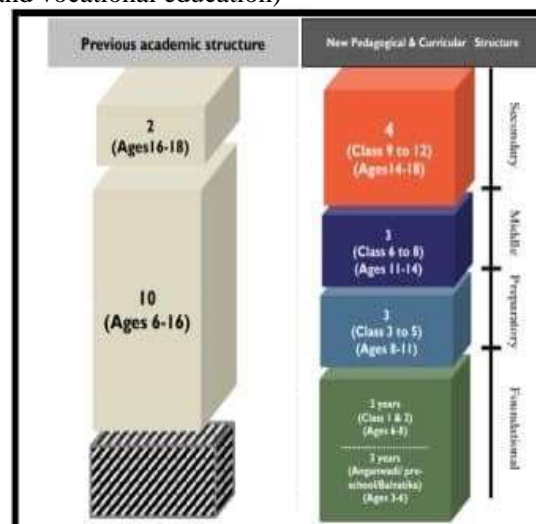 and vocational education)
Previous academic structure
New Pedagogical & Curricular Structure
2
(Ages16-18)
10
(Ages 6-16)
4
(Class 9 to 12)
(Ages14-18)
3
(Class 6 to 8)
(Ages 11-14)
3
(Class 3 to 5)
(Ages 8-11)
2 years
(Class 1 & 2)
(Ages 6-8)
3 years
(Anganwadi/ pre-
school/Balvatika)
(Ages 3-6)
Secondary
Middle
Preparatory
Foundational